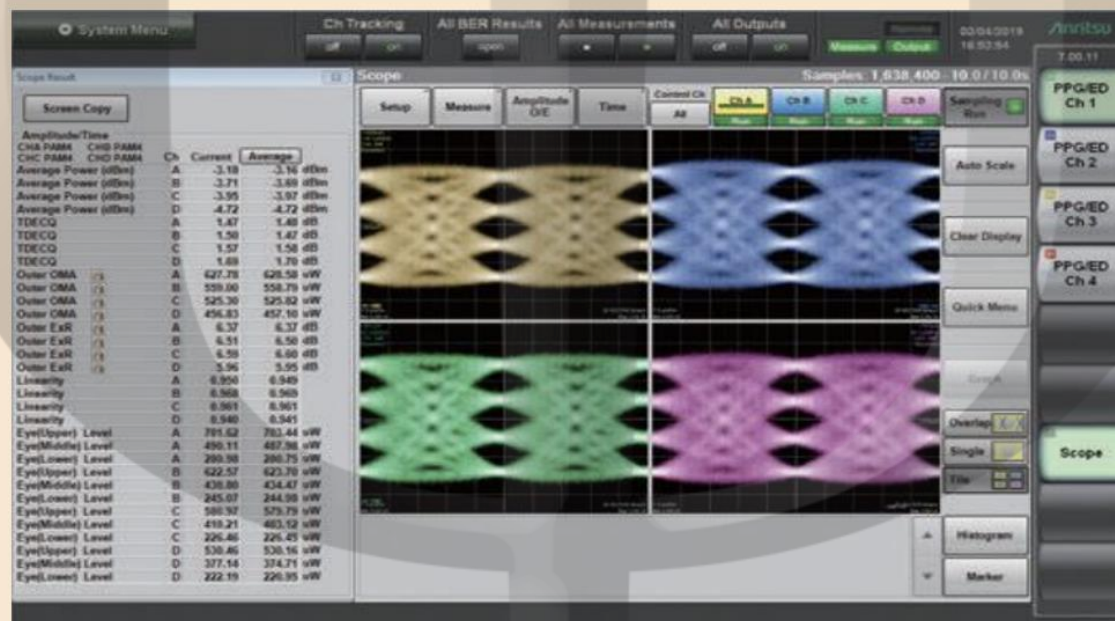 System Menu
Ch Tracking
off on
All BER Results
open
All Measurements
All Outputs
off on
Measure Output
02/04/2019
16:53:54
Anritsu
7.00.11
Scope Result
Screen Copy
Amplitude/Time
CHA PAM4 CHB PAM4
CHC PAM4 CHD PAM4 Ch Current Average
Average Power (dBm) A -3.18 -3.16 dBm
Average Power (dBm) B -3.71 -3.69 dBm
Average Power (dBm) C -3.95 -3.97 dBm
Average Power (dBm) D -4.72 -4.72 dBm
TDECQ A 1.47 1.48 dB
TDECQ B 1.50 1.47 dB
TDECQ C 1.57 1.58 dB
TDECQ D 1.69 1.70 dB
Outer OMA A 627.78 628.58 uW
Outer OMA B 559.00 558.79 uW
Outer OMA C 525.30 525.82 uW
Outer OMA D 456.83 457.10 uW
Outer ExR A 6.37 6.37 dB
Outer ExR B 6.51 6.50 dB
Outer ExR C 6.59 6.60 dB
Outer ExR D 5.96 5.95 dB
Linearity A 0.950 0.949
Linearity B 0.968 0.969
Linearity C 0.961 0.961
Linearity D 0.940 0.941
Eye(Upper) Level A 701.62 703.44 uW
Eye(Middle) Level A 490.11 487.98 uW
Eye(Lower) Level A 280.98 280.75 uW
Eye(Upper) Level B 622.57 623.70 uW
Eye(Middle) Level B 430.80 434.47 uW
Eye(Lower) Level B 245.07 244.98 uW
Eye(Upper) Level C 580.97 579.79 uW
Eye(Middle) Level C 410.21 403.12 uW
Eye(Lower) Level C 226.46 226.45 uW
Eye(Upper) Level D 530.46 530.16 uW
Eye(Middle) Level D 377.14 374.71 uW
Eye(Lower) Level D 222.19 220.95 uW
Scope
Samples: 1,638,400 - 10.0 / 10.0s
Setup
Measure
Amplitude
O/E
Time
Control Ch
All
Ch A
Run
Ch B
Run
Ch C
Run
Ch D
Run
Sampling
Run
Auto Scale
Clear Display
Quick Menu
Graph
Overlap
Single
Tile
Histogram
Marker
PPG/ED
Ch 1
PPG/ED
Ch 2
PPG/ED
Ch 3
PPG/ED
Ch 4
Scope